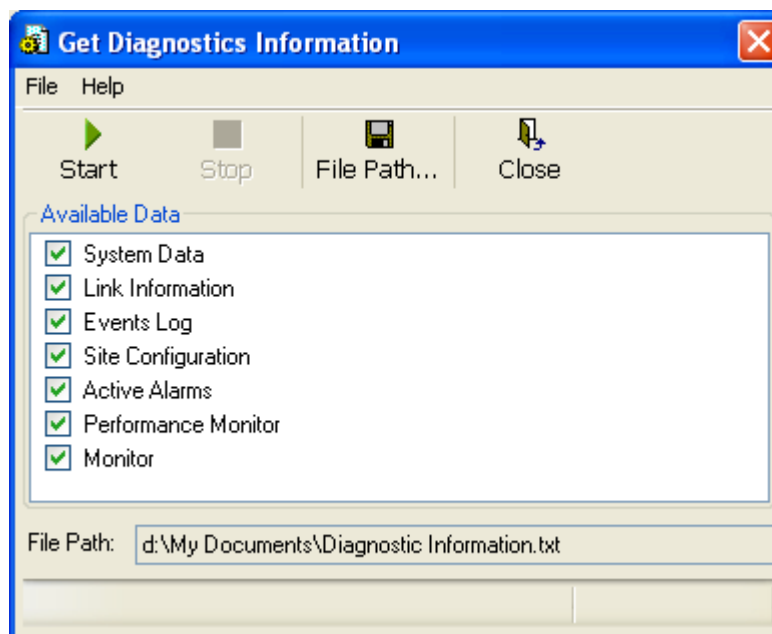 Get Diagnostics Information
File Help
Start Stop File Path... Close
Available Data
System Data
Link Information
Events Log
Site Configuration
Active Alarms
Performance Monitor
Monitor
File Path: d:\My Documents\Diagnostic Information.txt